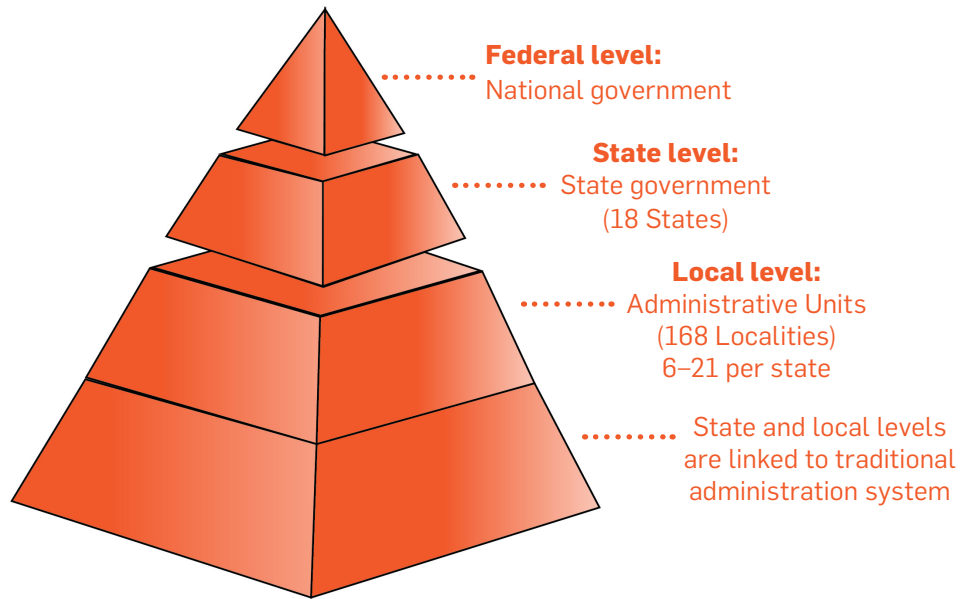 Federal level:
National government
State level:
State government
(18 States)
Local level:
Administrative Units
(168 Localities)
6–21 per state
State and local levels
are linked to traditional
administration system